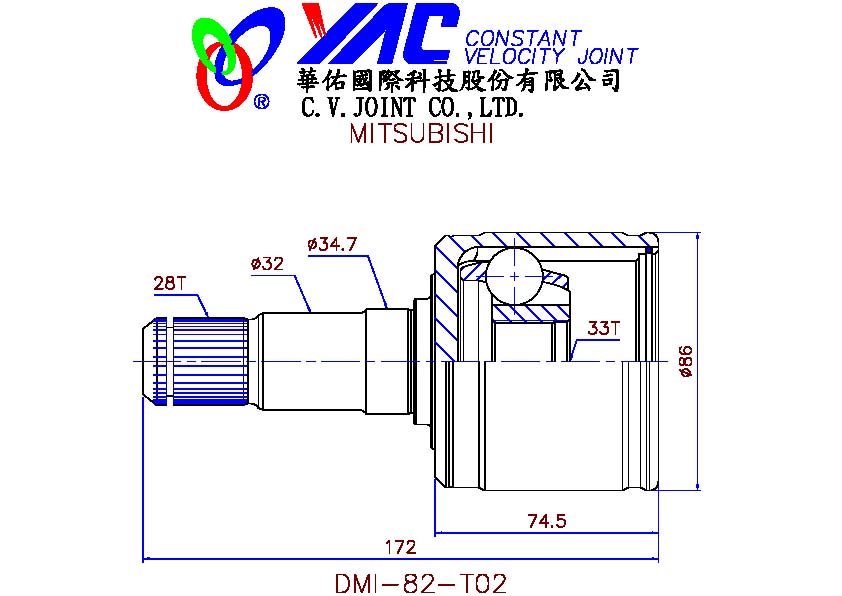 YAC CONSTANT
VELOCITY JOINT
®
華佑國際科技股份有限公司
C.V.JOINT CO.,LTD.
MITSUBISHI
ø34.7
ø32
28T
33T
ø86
74.5
172
DMI-82-T02